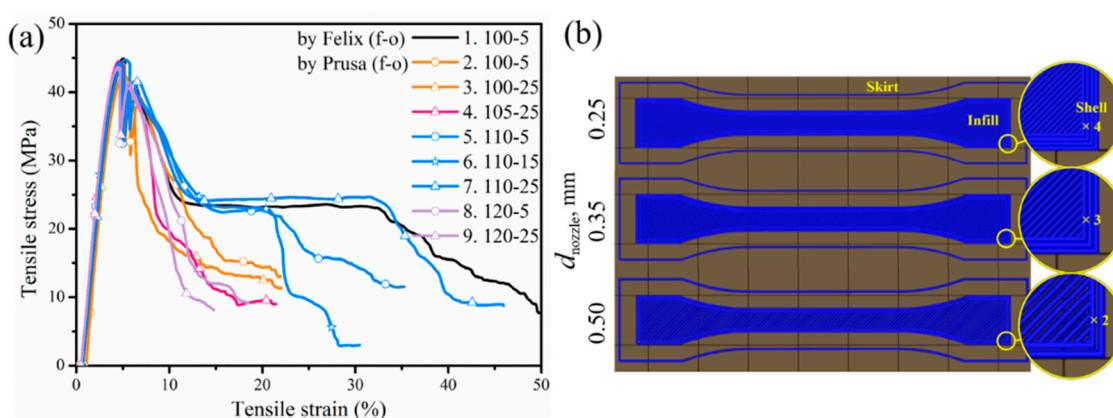 (a)
50
40
30
20
10
0
Tensile stress (MPa)
0
10
20
30
40
50
Tensile strain (%)
by Felix (f-o)
by Prusa (f-o)
1. 100-5
2. 100-5
3. 100-25
4. 105-25
5. 110-5
6. 110-15
7. 110-25
8. 120-5
9. 120-25
(b)
dnozzle, mm
0.25
0.35
0.50
Skirt
Infill
Shell
× 4
× 3
× 2